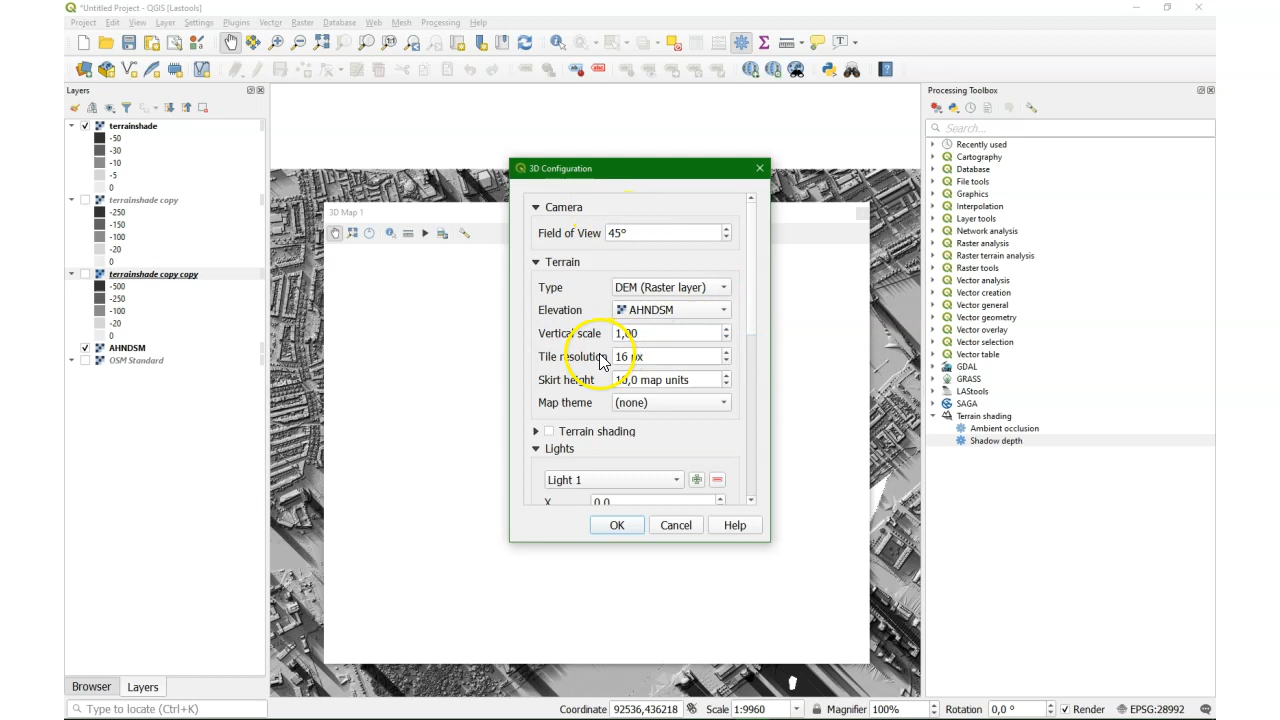 *Untitled Project - QGIS [Lastools]
Project Edit View Layer Settings Plugins Vector Raster Database Web Mesh Processing Help
Layers
terrainshade
-50
-30
-10
-5
0
terrainshade copy
-250
-150
-100
-20
0
terrainshade copy copy
-500
-250
-100
-20
0
AHNDSM
OSM Standard
Browser
Layers
3D Map 1
3D Configuration
Camera
Field of View 45°
Terrain
Type DEM (Raster layer)
Elevation AHNDSM
Vertical scale 1,00
Tile resolution 16 px
Skirt height 10,0 map units
Map theme (none)
Terrain shading
Lights
Light 1
X 0,0
OK Cancel Help
Processing Toolbox
Search...
Recently used
Cartography
Database
File tools
Graphics
Interpolation
Layer tools
Network analysis
Raster analysis
Raster terrain analysis
Raster tools
Vector analysis
Vector creation
Vector general
Vector geometry
Vector overlay
Vector selection
Vector table
GDAL
GRASS
LAStools
SAGA
Terrain shading
Ambient occlusion
Shadow depth
Type to locate (Ctrl+K)
Coordinate 92536,436218 Scale 1:9960 Magnifier 100% Rotation 0,0 ° Render EPSG:28992